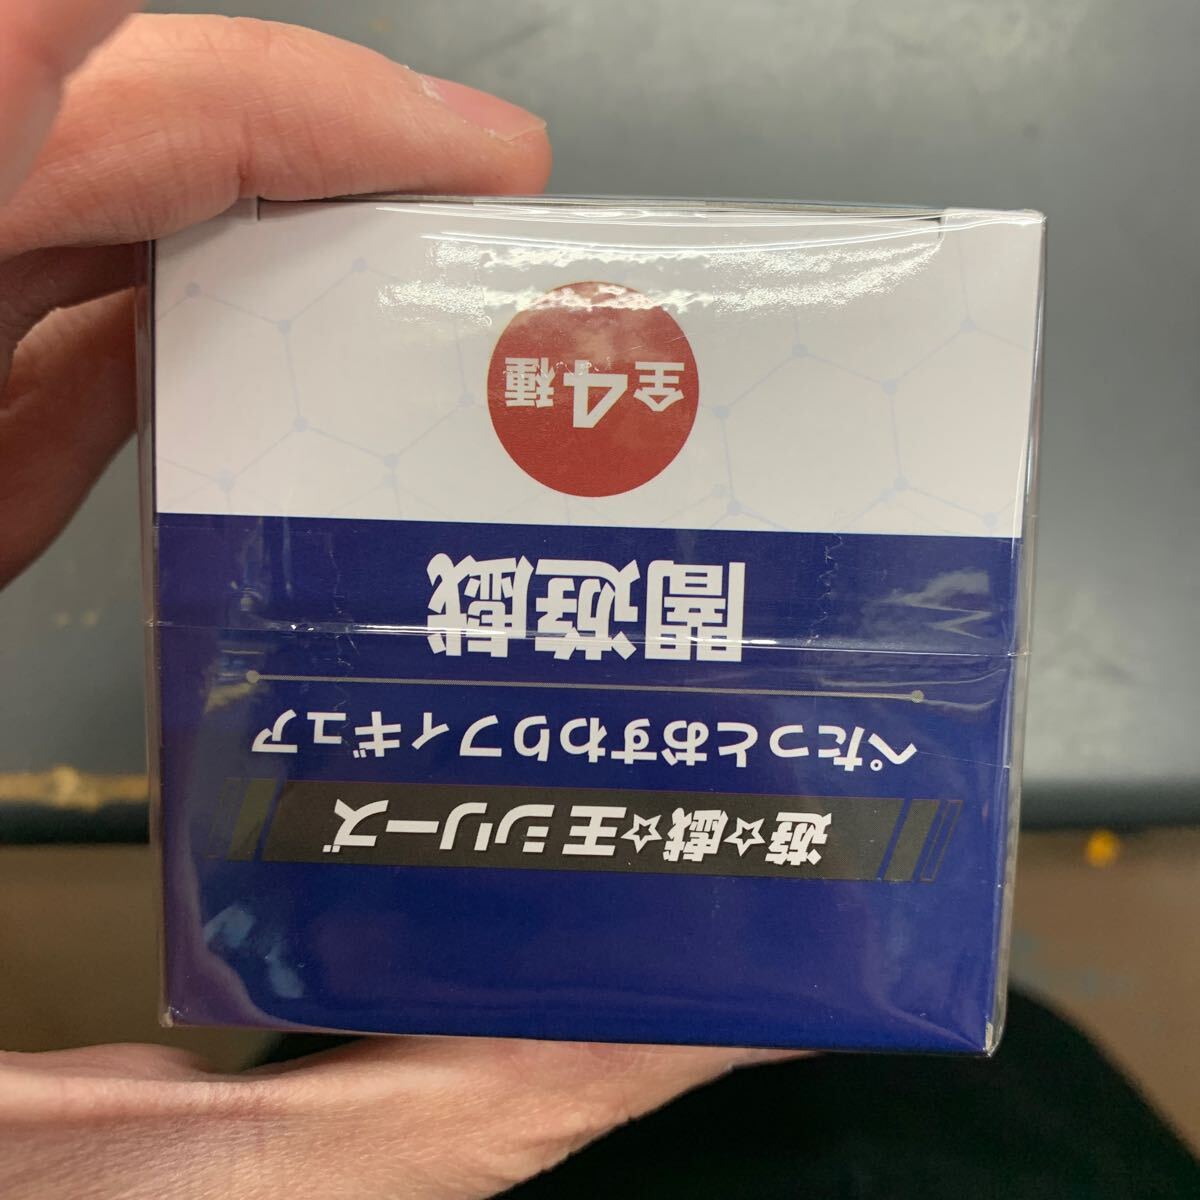 遊☆戯☆王シリーズ
ぺたっとおすわりフィギュア
闇遊戯
全4種